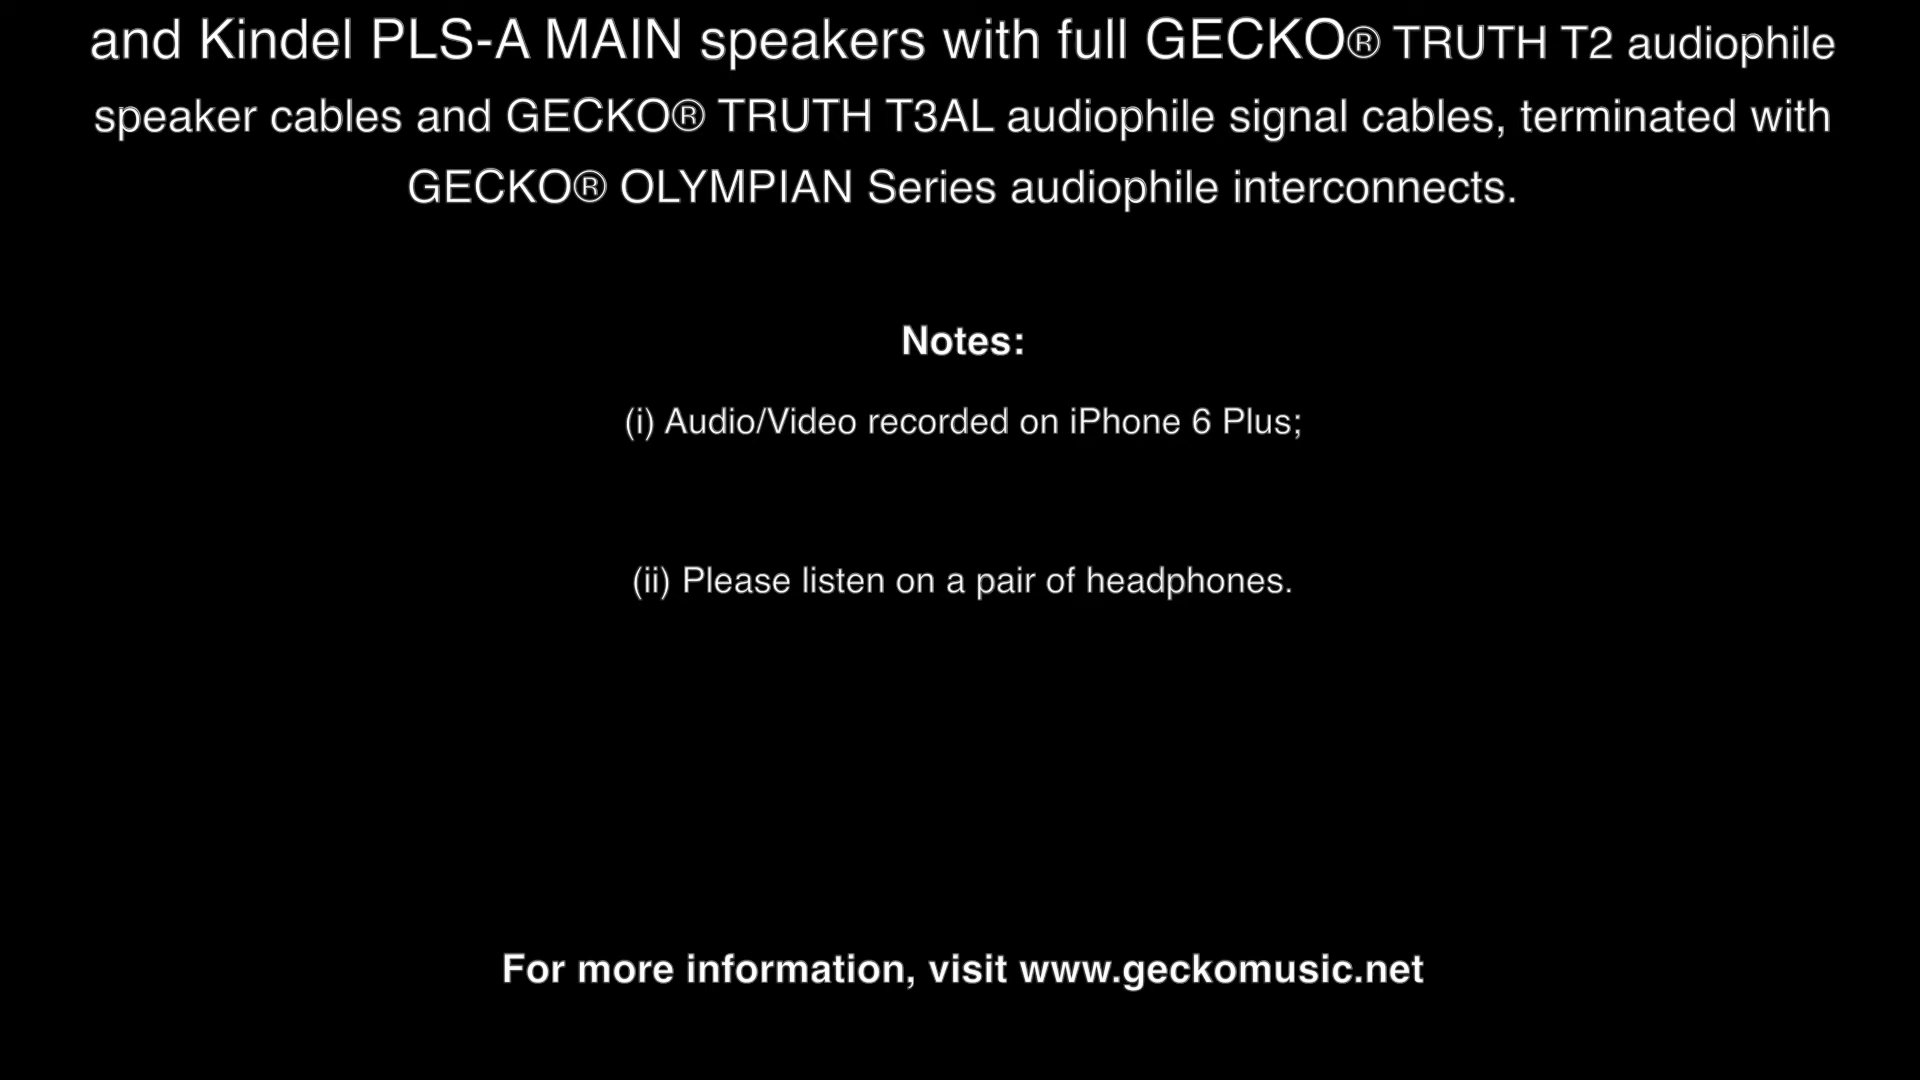 and Kindel PLS-A MAIN speakers with full GECKO® TRUTH T2 audiophile
speaker cables and GECKO® TRUTH T3AL audiophile signal cables, terminated with
GECKO® OLYMPIAN Series audiophile interconnects.
Notes:
(i) Audio/Video recorded on iPhone 6 Plus;
(ii) Please listen on a pair of headphones.
For more information, visit www.geckomusic.net